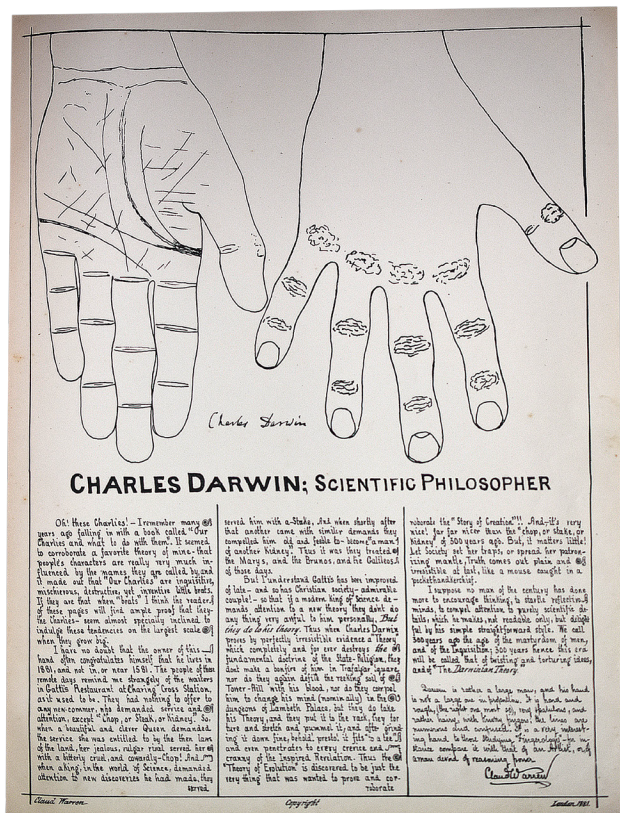 Charles Darwin
CHARLES DARWIN; SCIENTIFIC PHILOSOPHER
Oh! these Charlies! – I remember many
years ago falling in with a book called "Our
Charlies and what to do with them". It seemed
to corroborate a favorite theory of mine – that
people's characters are really very much in-
fluenced by the names they are called by, and
it made out that "Our Charlies" are inquisitive,
mischievous, destructive, yet inventive little brats.
If they are that when "brats" I think the reader
of these pages will find ample proof that they –
the Charlies – seem almost specially inclined to
indulge these tendencies on the largest scale
when they grow big.
I have no doubt that the owner of this
hand often congratulates himself that he lives in
1881, and not in, or near 1581. The people of those
remote days remind me strangely of the waiters
in Gatti's Restaurant at Charing Cross Station,
as it used to be. They had nothing to offer to
any new-comer, who demanded service and
attention, except "Chop, or Steak, or kidney". So,
when a beautiful and clever Queen demanded
the service she was entitled to by the then laws
of the land, her jealous, vulgar rival served her
with a bitterly cruel, and cowardly – Chop! And
when a king, in the world of Science, demanded
attention to new discoveries he had made, they
served
served him with a – Stake. And when shortly after
that another came with similar demands they
compelled him old and feeble to – become "a man
of another kidney". Thus it was they treated
the Marys, and the Brunos, and the Galileos
of those days.
But I understand Gatti's has been improved
of late – and so has Christian society – admirable
couple! – so that if a modern king of science de-
mands attention to a new theory they don't do
any thing very awful to him personally. But
they do to his theory. Thus when Charles Darwin
proves by perfectly irresistible evidence a Theory
which completely and for ever destroys the
fundamental doctrine of the State-Religion, they
don't make a bonfire of him in Trafalgar Square,
nor do they again defile the reeking soil of
Tower-Hill with his blood, nor do they compel
him to change his mind (nominally) in the
dungeons of Lambeth Palace, but they do take
his Theory, and they put it to the rack, they tor
ture and stretch and pummel it, and after grind-
ing it down fine, behold, presto! it fits to a tee
and even penetrates to every crevice and
cranny of the Inspired Revelation. Thus the
"Theory of Evolution" is discovered to be just the
very thing that was wanted to prove and cor-
roborate
roborate the "Story of Creation"!! And – it's very
nice! far far nicer than the "chop, or stake, or
kidney" of 300 years ago. But, it matters little!
Let Society set her traps, or spread her patron-
izing mantle, Truth comes out plain and
irresistible at last, like a mouse caught in a
pockethandkerchief.
I suppose no man of the century has done
more to encourage thinking, to startle reflecting
minds, to compel attention to purely scientific de-
tails, which he makes, not readable only, but delight
ful by his simple straightforward style. We call
300 years ago the age of the martyrdom of men,
and of the Inquisition; 300 years hence this era
will be called that of twisting and torturing ideas,
and of "The Darwinian Theory".
Darwin is rather a large man, and his hand
is not a large one in proportion. It is hard and
rough, the
numerous and confused. It is a very interest-
ing hand to
compare it with that of an Artist, or of
a man devoid of reasoning power
Claud Warren
Claud Warren.
Copyright
London. 1881.